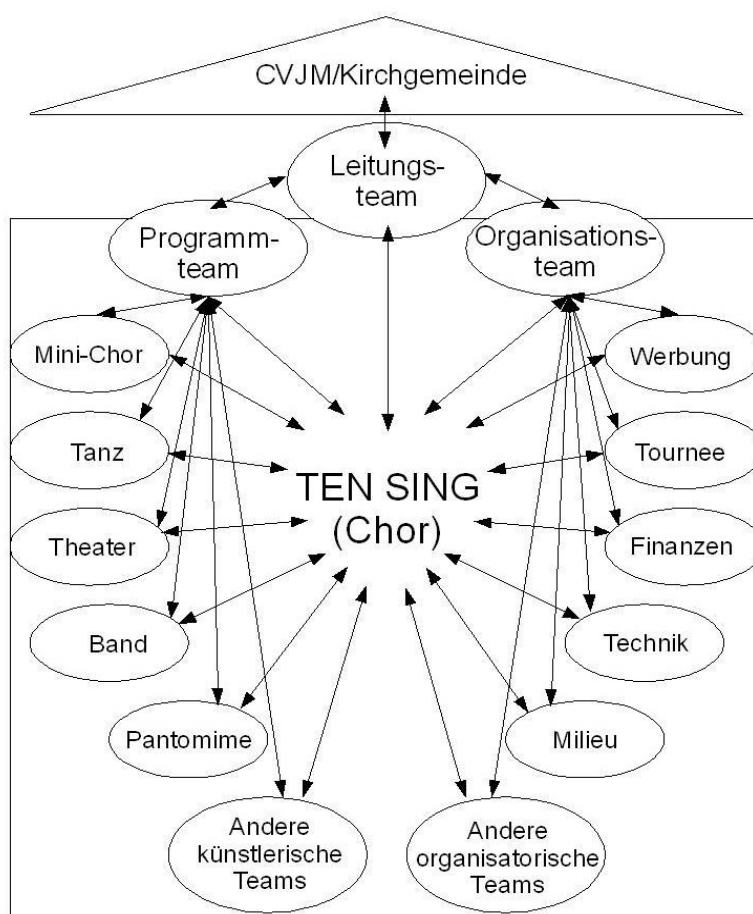 CVJM/Kirchgemeinde
Leitungs-
team
Programm-
team
Organisations-
team
Mini-Chor
Werbung
Tanz
Tournee
TEN SING
(Chor)
Theater
Finanzen
Band
Technik
Pantomime
Milieu
Andere
künstlerische
Teams
Andere
organisatorische
Teams